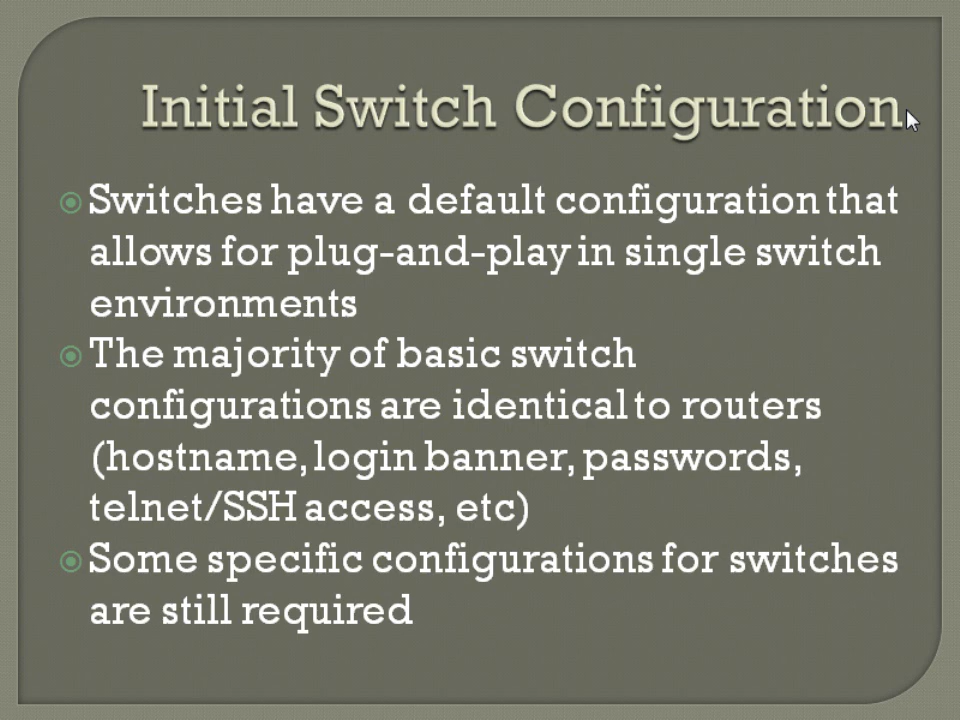 Initial Switch Configuration
Switches have a default configuration that
allows for plug-and-play in single switch
environments
The majority of basic switch
configurations are identical to routers
(hostname, login banner, passwords,
telnet/SSH access, etc)
Some specific configurations for switches
are still required